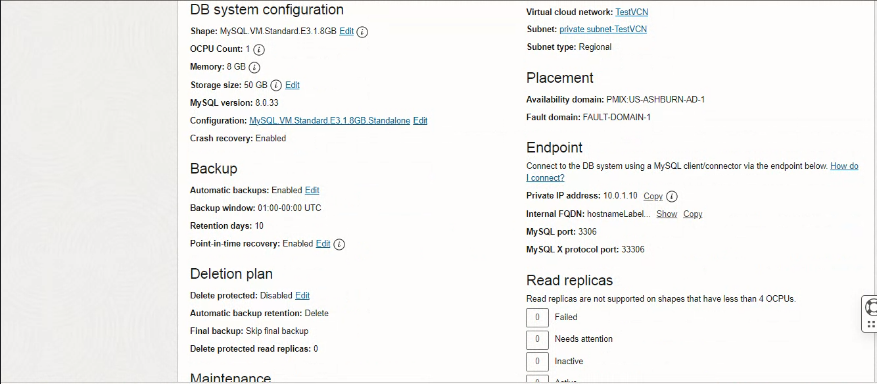 DB system configuration
Shape: MySQL.VM.Standard.E3.1.8GB Edit
OCPU Count: 1
Memory: 8 GB
Storage size: 50 GB Edit
MySQL version: 8.0.33
Configuration: MySQL.VM.Standard.E3.1.8GB.Standalone Edit
Crash recovery: Enabled
Backup
Automatic backups: Enabled Edit
Backup window: 01:00-00:00 UTC
Retention days: 10
Point-in-time recovery: Enabled Edit
Deletion plan
Delete protected: Disabled Edit
Automatic backup retention: Delete
Final backup: Skip final backup
Delete protected read replicas: 0
Maintenance
Virtual cloud network: TestVCN
Subnet: private subnet-TestVCN
Subnet type: Regional
Placement
Availability domain: PMIX:US-ASHBURN-AD-1
Fault domain: FAULT-DOMAIN-1
Endpoint
Connect to the DB system using a MySQL client/connector via the endpoint below. How do
I connect?
Private IP address: 10.0.1.10 Copy
Internal FQDN: hostnameLabel... Show Copy
MySQL port: 3306
MySQL X protocol port: 33306
Read replicas
Read replicas are not supported on shapes that have less than 4 OCPUs.
0 Failed
0 Needs attention
0 Inactive
0 Active